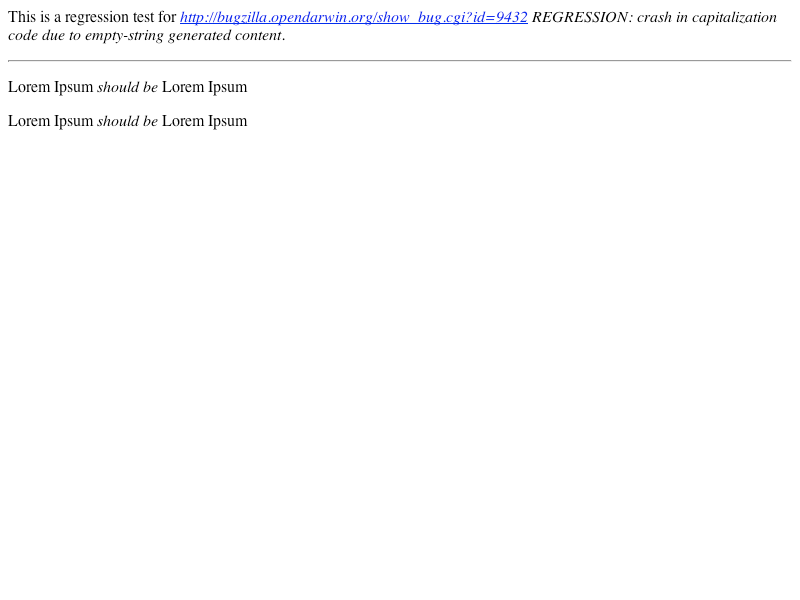 This is a regression test for http://bugzilla.opendarwin.org/show_bug.cgi?id=9432 REGRESSION: crash in capitalization
code due to empty-string generated content.
Lorem Ipsum should be Lorem Ipsum
Lorem Ipsum should be Lorem Ipsum